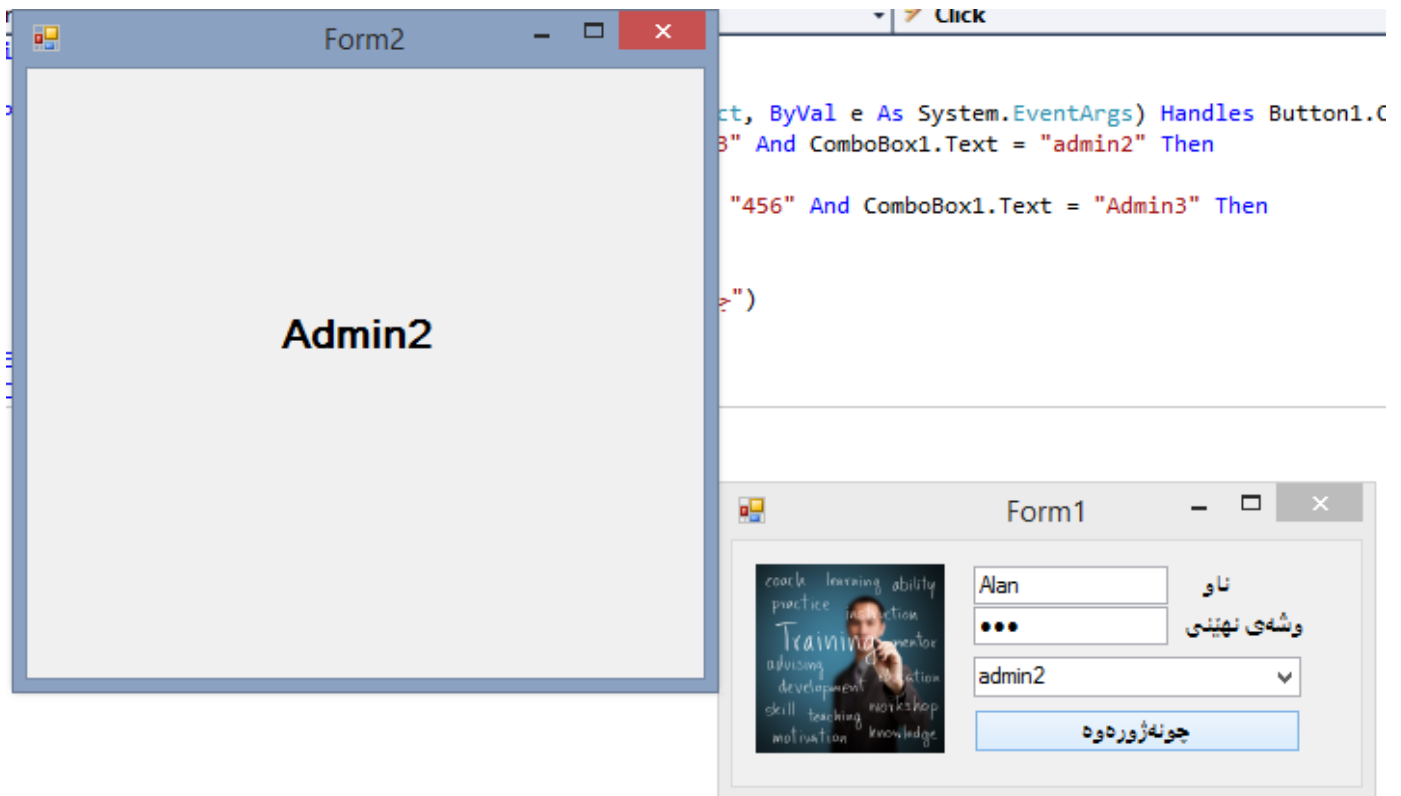 Form2
Click
Admin2
ct, ByVal e As System.EventArgs) Handles Button1.C
3" And ComboBox1.Text = "admin2" Then
"456" And ComboBox1.Text = "Admin3" Then
")
Form1
coach learning ability
practice instruction
Training mentor
advising
development
skill teaching workshop
motivation knowledge
Alan
ناو
●●●
وشەی نهێنی
admin2
چونەژورەوە